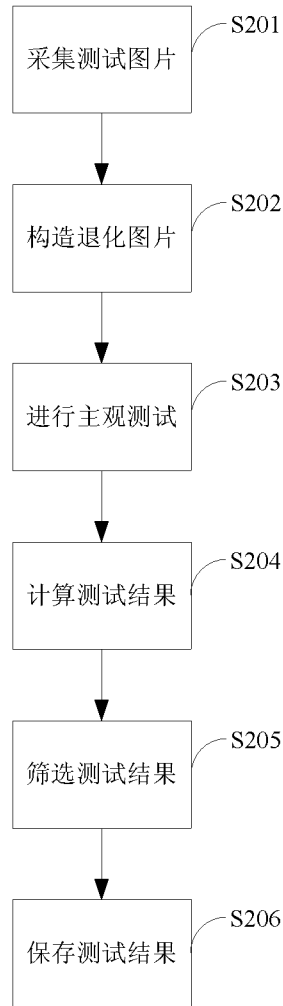 S201
采集测试图片
S202
构造退化图片
S203
进行主观测试
S204
计算测试结果
S205
筛选测试结果
S206
保存测试结果